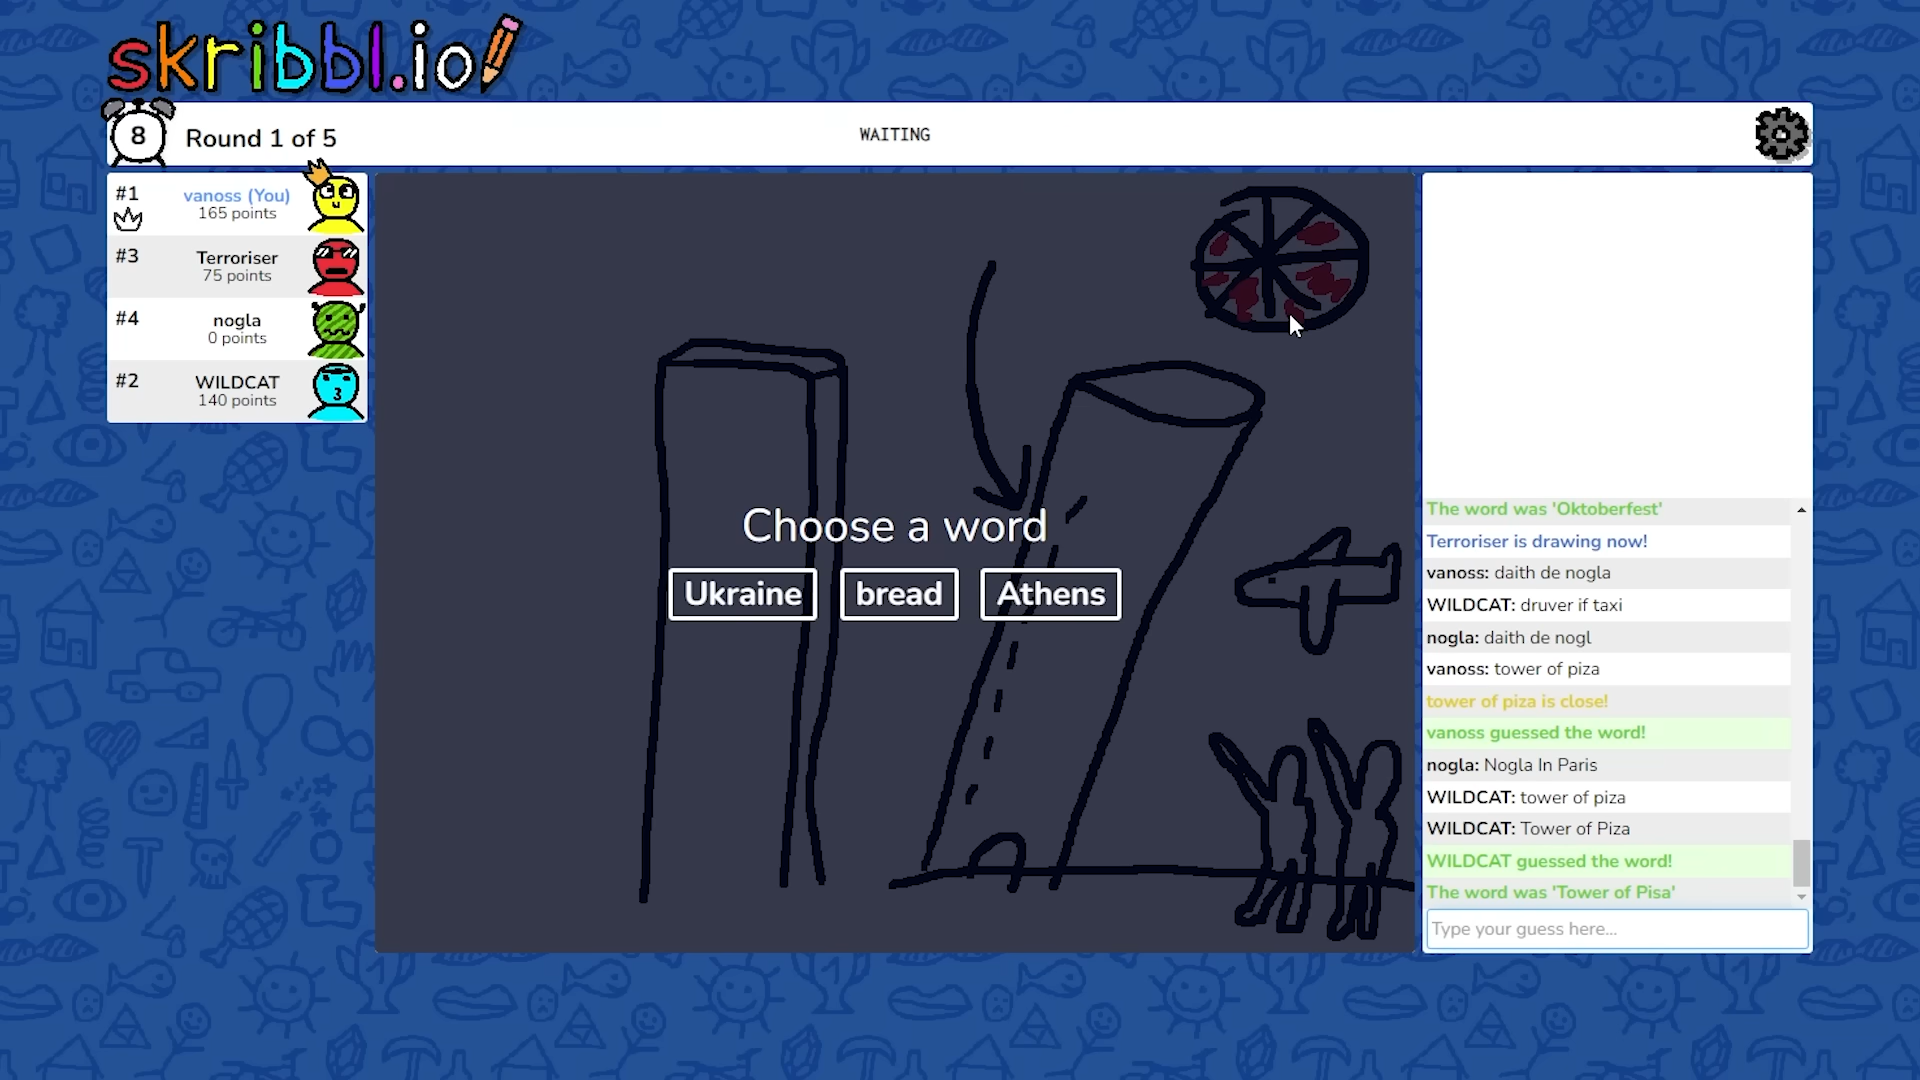 skribbl.io
8
Round 1 of 5
WAITING
#1
vanoss (You)
165 points
#3
Terroriser
75 points
#4
nogla
0 points
#2
WILDCAT
140 points
Choose a word
Ukraine
bread
Athens
The word was 'Oktoberfest'
Terroriser is drawing now!
vanoss: daith de nogla
WILDCAT: druver if taxi
nogla: daith de nogl
vanoss: tower of piza
tower of piza is close!
vanoss guessed the word!
nogla: Nogla In Paris
WILDCAT: tower of piza
WILDCAT: Tower of Piza
WILDCAT guessed the word!
The word was 'Tower of Pisa'
Type your guess here...